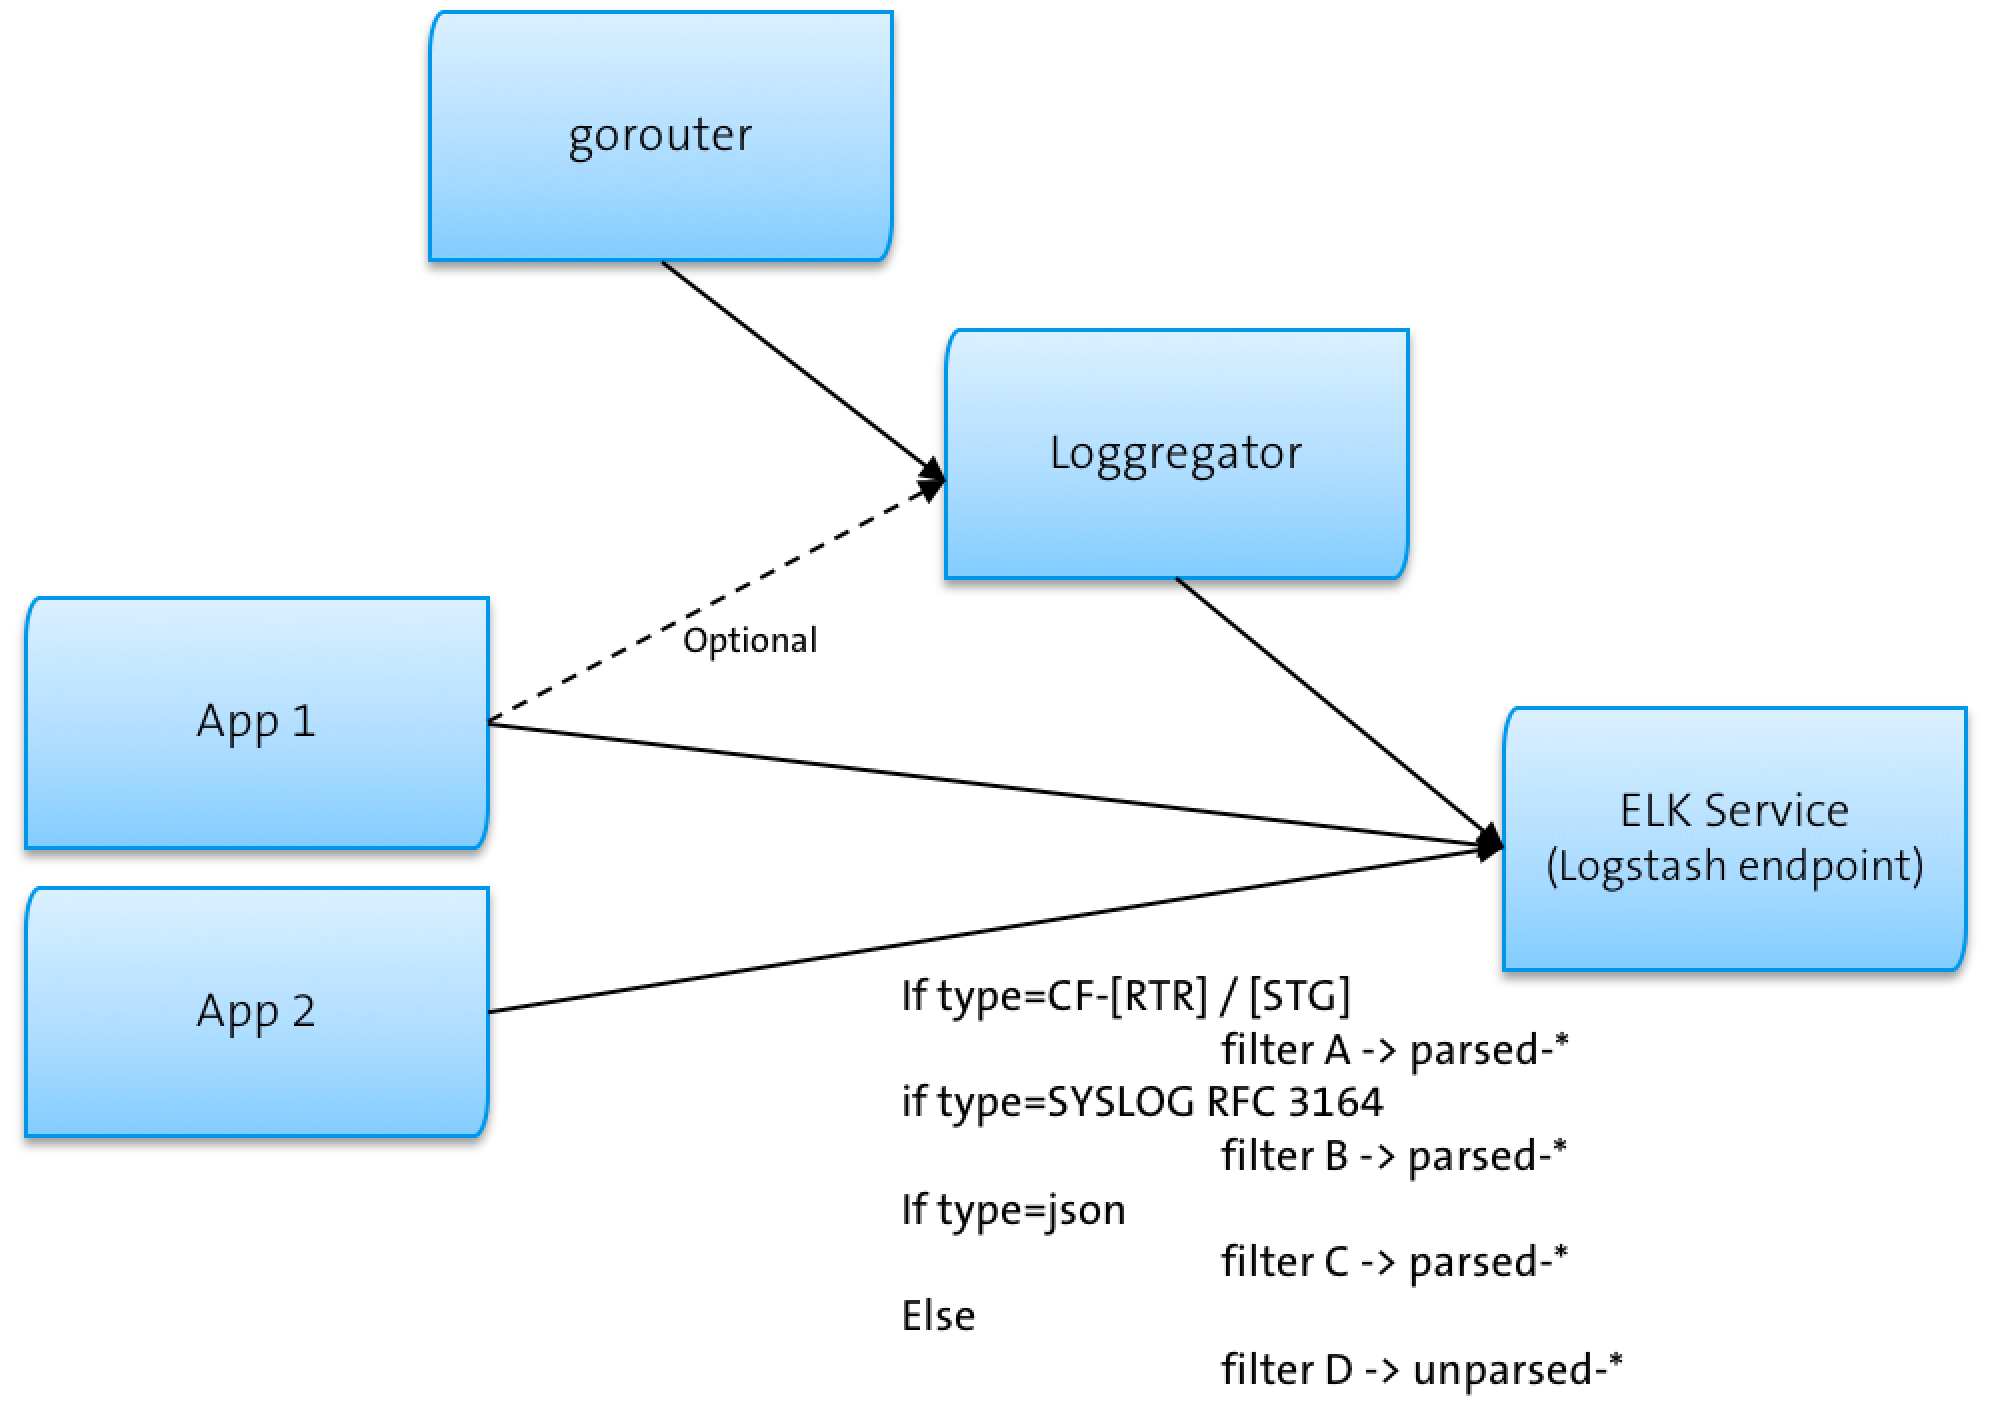 gorouter
Loggregator
Optional
App 1
ELK Service
(Logstash endpoint)
App 2
If type=CF-[RTR] / [STG]
filter A -> parsed-*
if type=SYSLOG RFC 3164
filter B -> parsed-*
If type=json
filter C -> parsed-*
Else
filter D -> unparsed-*